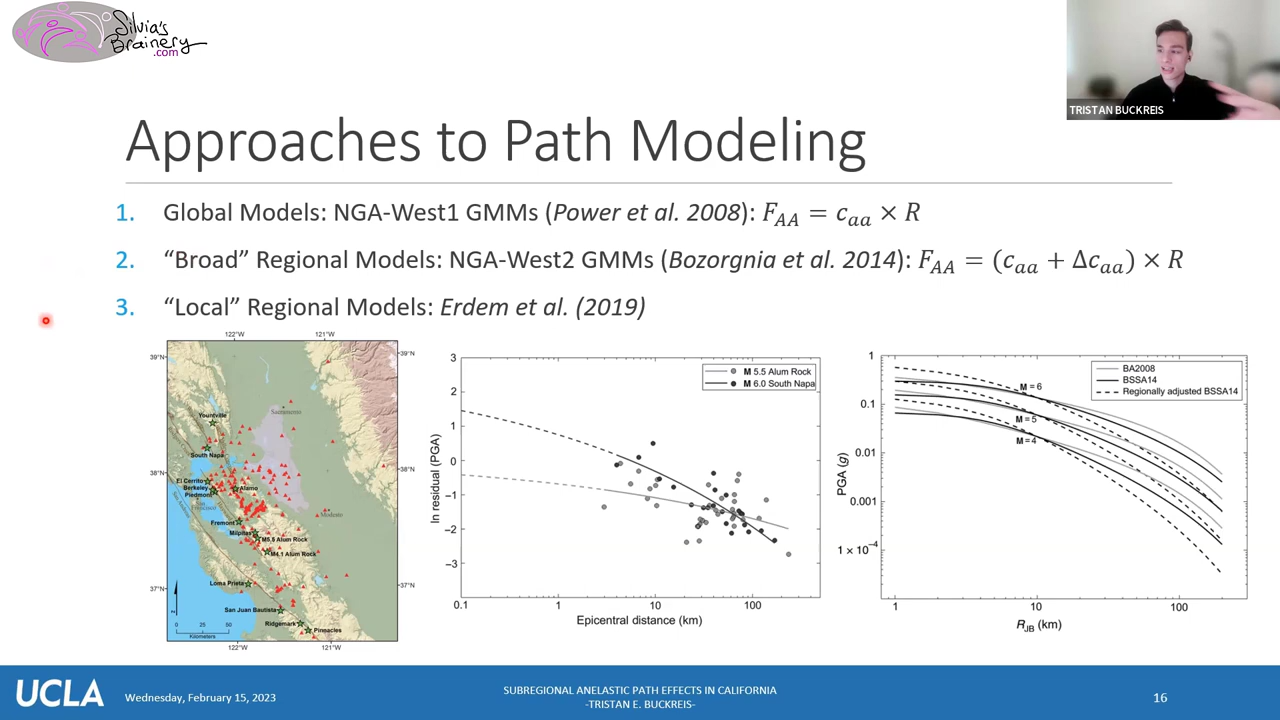 Silvia's
Brainery
.com
TRISTAN BUCKREIS
Approaches to Path Modeling
1. Global Models: NGA-West1 GMMs (Power et al. 2008): F_AA = c_aa × R
2. “Broad” Regional Models: NGA-West2 GMMs (Bozorgnia et al. 2014): F_AA = (c_aa + Δc_aa) × R
3. “Local” Regional Models: Erdem et al. (2019)
122°W 121°W
39°N 39°N
Sacramento
Yountville
South Napa
38°N 38°N
El Cerrito
Berkeley Alamo
Piedmont
San Francisco
Modesto
Fremont
Milpitas
M5.5 Alum Rock
M4.1 Alum Rock
Loma Prieta
37°N 37°N
San Juan Bautista
Ridgemark
Pinnacles
0 25 50
Kilometers
122°W 121°W
ln residual (PGA)
3
2
1
0
−1
−2
−3
M 5.5 Alum Rock
M 6.0 South Napa
0.1 1 10 100
Epicentral distance (km)
PGA (g)
1
0.1
0.01
0.001
1 × 10⁻⁴
BA2008
BSSA14
Regionally adjusted BSSA14
M = 6
M = 5
M = 4
1 10 100
R_JB (km)
UCLA
Wednesday, February 15, 2023
SUBREGIONAL ANELASTIC PATH EFFECTS IN CALIFORNIA
-TRISTAN E. BUCKREIS-
16